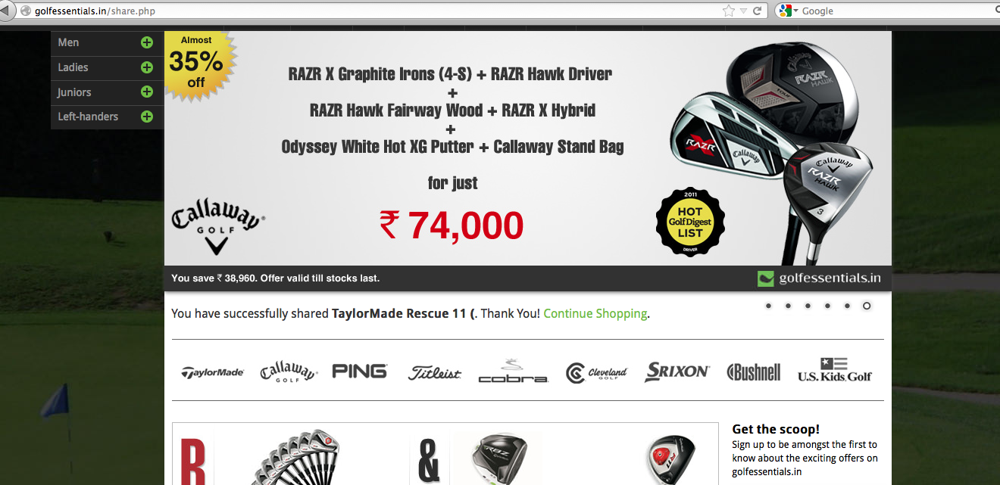 golfessentials.in/share.php
Google
Men
Ladies
Juniors
Left-handers
Almost
35%
off
RAZR X Graphite Irons (4-S) + RAZR Hawk Driver
+
RAZR Hawk Fairway Wood + RAZR X Hybrid
+
Odyssey White Hot XG Putter + Callaway Stand Bag
for just
₹ 74,000
Callaway
GOLF
Callaway
RAZR
HAWK
TOUR
RAZR
X
Callaway
Callaway
RAZR
HAWK
3
2011
HOT
GolfDigest
LIST
DRIVER
You save ₹ 38,960. Offer valid till stocks last.
golfessentials.in
You have successfully shared TaylorMade Rescue 11 (. Thank You! Continue Shopping.
TaylorMade
Callaway
GOLF
PING
Titleist
cobra
Cleveland
GOLF
SRIXON
Bushnell
U.S. Kids Golf
R
&
RBZ
R11
Get the scoop!
Sign up to be amongst the first to
know about the exciting offers on
golfessentials.in